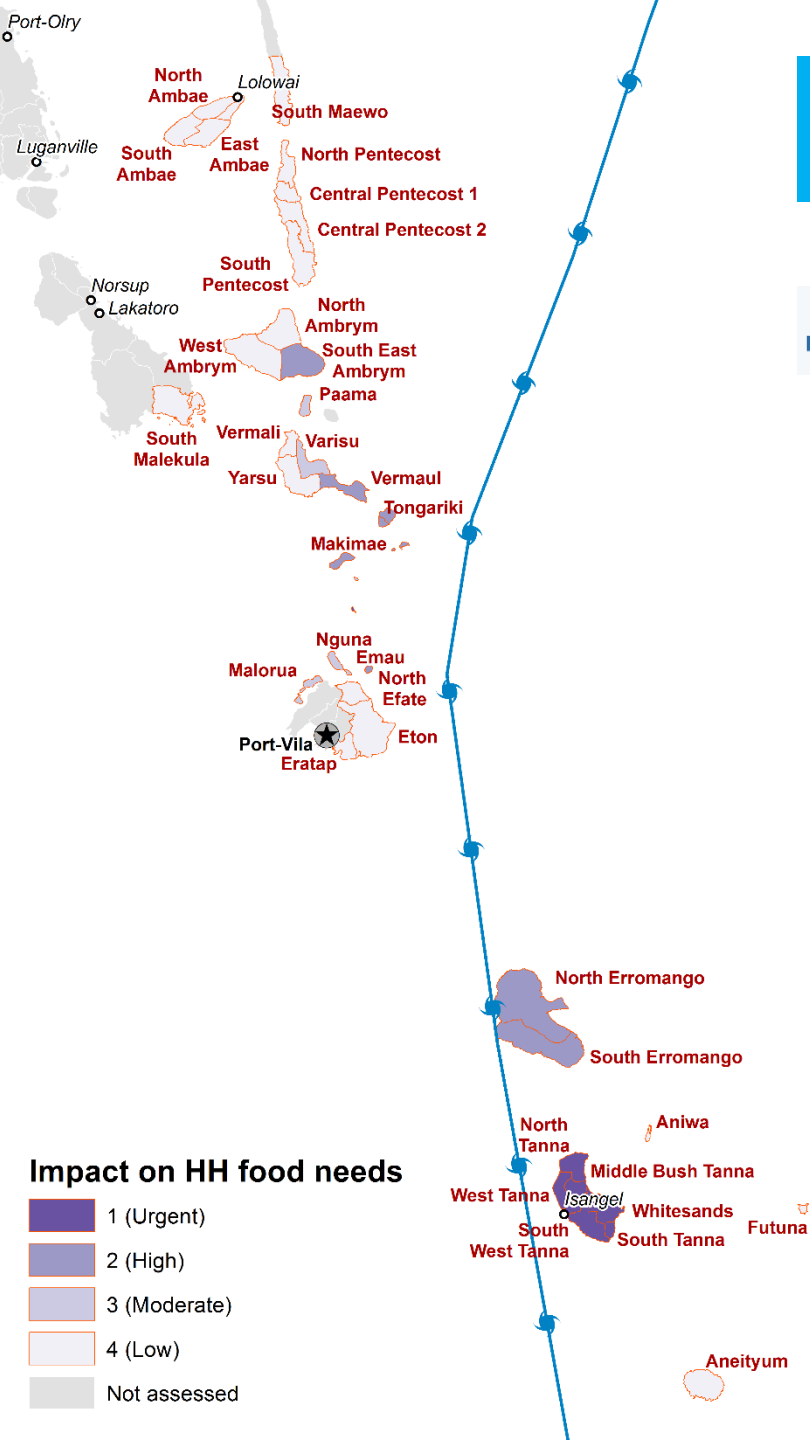 Port-Olry
North
Ambae
Lolowai
South Maewo
Luganville
South
Ambae
East
Ambae
North Pentecost
Central Pentecost 1
Central Pentecost 2
South
Pentecost
Norsup
Lakatoro
North
Ambrym
West
Ambrym
South East
Ambrym
Paama
South
Malekula
Vermali
Varisu
Yarsu
Vermaul
Tongariki
Makimae
Nguna
Emau
Malorua
North
Efate
Port-Vila
Eton
Eratap
North Erromango
South Erromango
Aniwa
North
Tanna
Middle Bush Tanna
West Tanna
Isangel
Whitesands
South
West Tanna
South Tanna
Futuna
Aneityum
Impact on HH food needs
1 (Urgent)
2 (High)
3 (Moderate)
4 (Low)
Not assessed